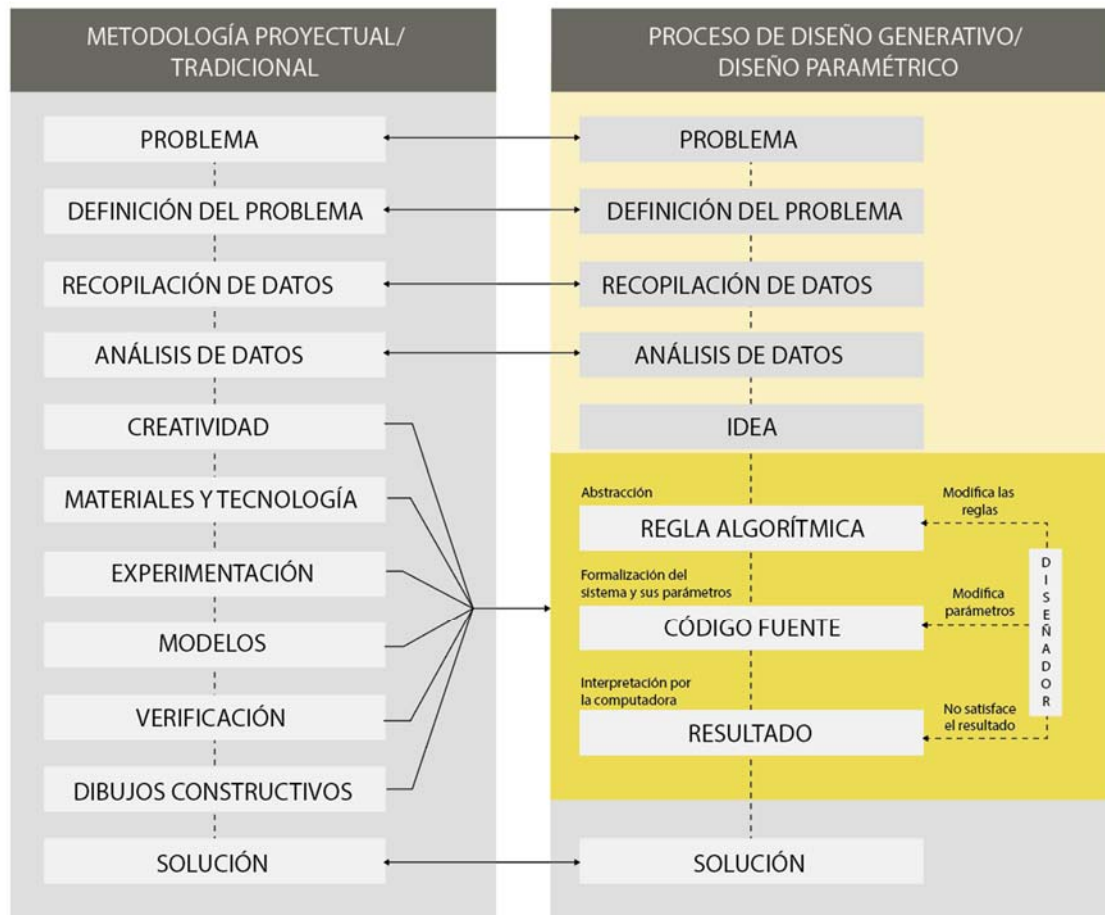 METODOLOGÍA PROYECTUAL/
TRADICIONAL
PROBLEMA
DEFINICIÓN DEL PROBLEMA
RECOPILACIÓN DE DATOS
ANÁLISIS DE DATOS
CREATIVIDAD
MATERIALES Y TECNOLOGÍA
EXPERIMENTACIÓN
MODELOS
VERIFICACIÓN
DIBUJOS CONSTRUCTIVOS
SOLUCIÓN
PROCESO DE DISEÑO GENERATIVO/
DISEÑO PARAMÉTRICO
PROBLEMA
DEFINICIÓN DEL PROBLEMA
RECOPILACIÓN DE DATOS
ANÁLISIS DE DATOS
IDEA
Abstracción
REGLA ALGORÍTMICA
Modifica las
reglas
Formalización del
sistema y sus parámetros
CÓDIGO FUENTE
Modifica
parámetros
Interpretación por
la computadora
RESULTADO
No satisface
el resultado
DISEÑADOR
SOLUCIÓN